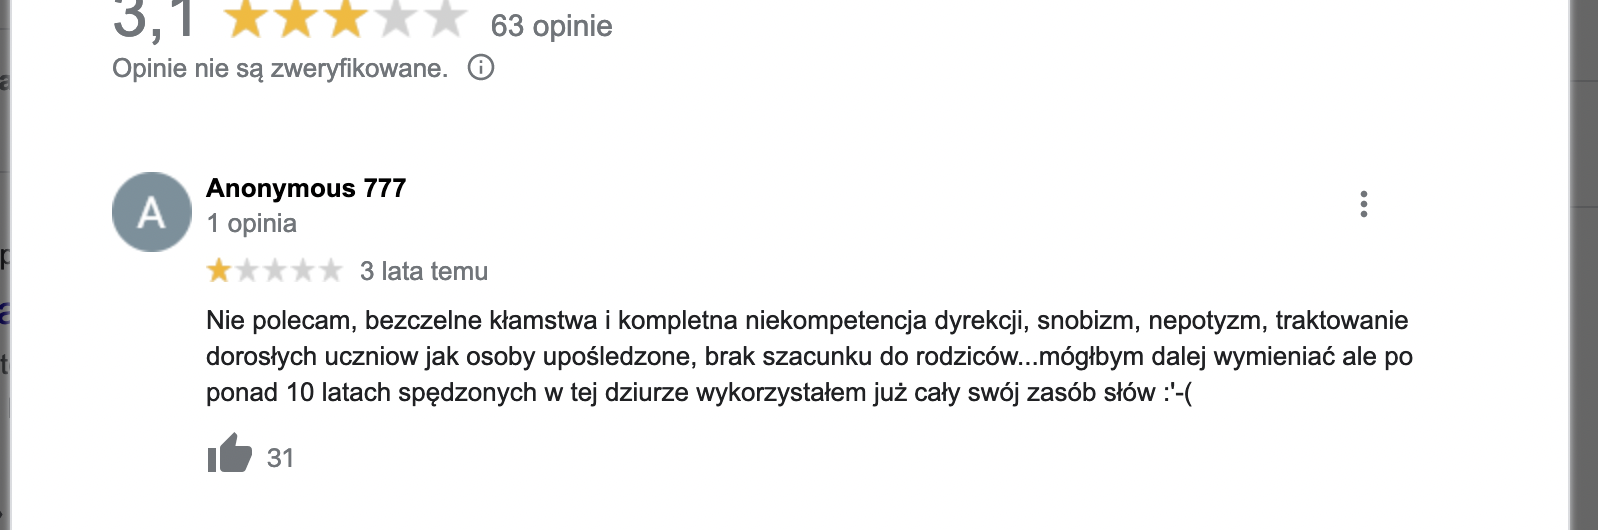 3,1 63 opinie
Opinie nie są zweryfikowane.
A
Anonymous 777
1 opinia
3 lata temu
Nie polecam, bezczelne kłamstwa i kompletna niekompetencja dyrekcji, snobizm, nepotyzm, traktowanie
dorosłych uczniow jak osoby upośledzone, brak szacunku do rodziców...mógłbym dalej wymieniać ale po
ponad 10 latach spędzonych w tej dziurze wykorzystałem już cały swój zasób słów :'-(
31